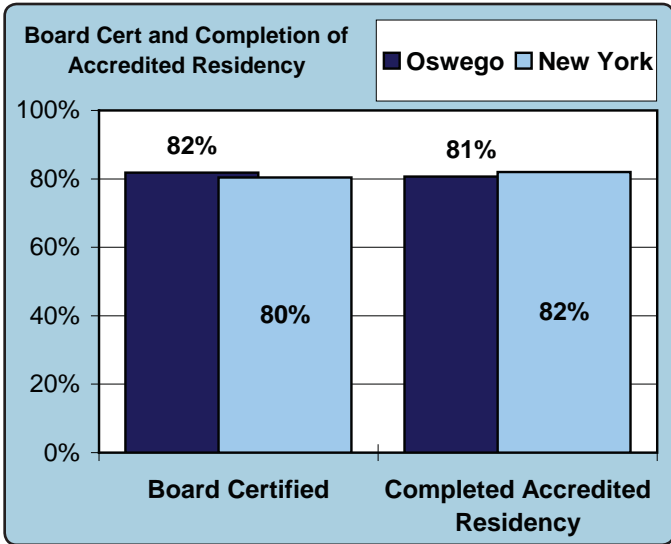 Board Cert and Completion of
Accredited Residency
Oswego New York
100%
80%
60%
40%
20%
0%
82%
80%
81%
82%
Board Certified
Completed Accredited
Residency